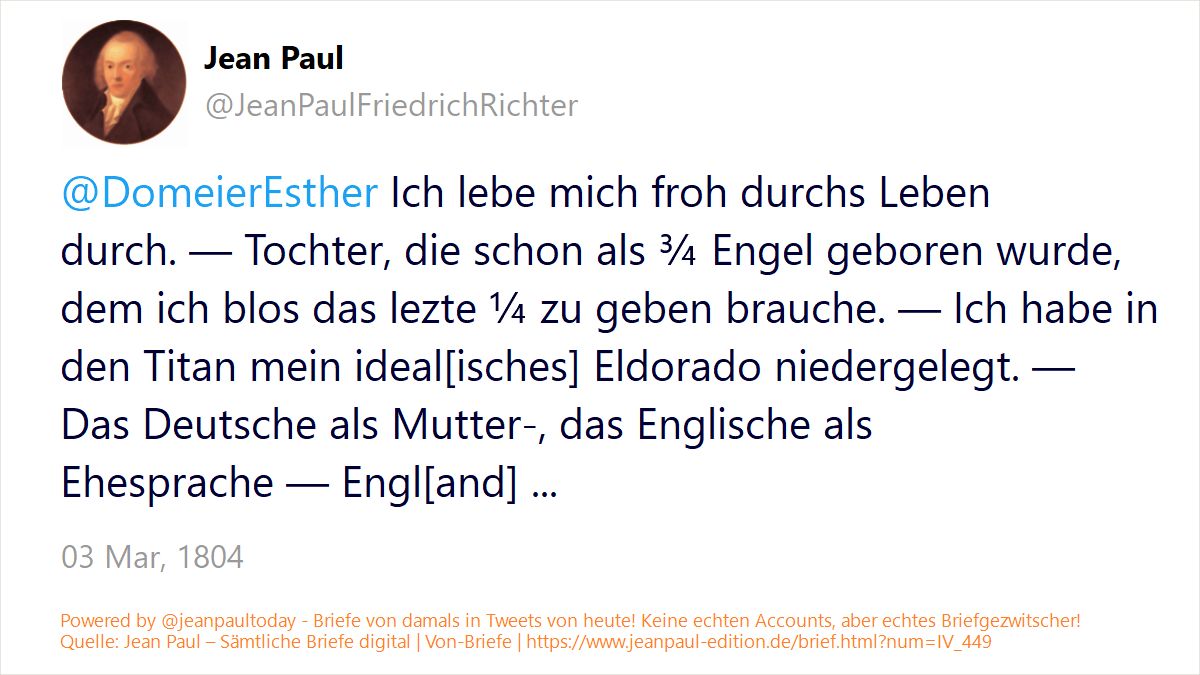 Jean Paul
@JeanPaulFriedrichRichter
@DomeierEsther Ich lebe mich froh durchs Leben
durch. — Tochter, die schon als ¾ Engel geboren wurde,
dem ich blos das lezte ¼ zu geben brauche. — Ich habe in
den Titan mein ideal[isches] Eldorado niedergelegt. —
Das Deutsche als Mutter-, das Englische als
Ehesprache — Engl[and] ...
03 Mar, 1804
Powered by @jeanpaultoday - Briefe von damals in Tweets von heute! Keine echten Accounts, aber echtes Briefgezwitscher!
Quelle: Jean Paul – Sämtliche Briefe digital | Von-Briefe | https://www.jeanpaul-edition.de/brief.html?num=IV_449